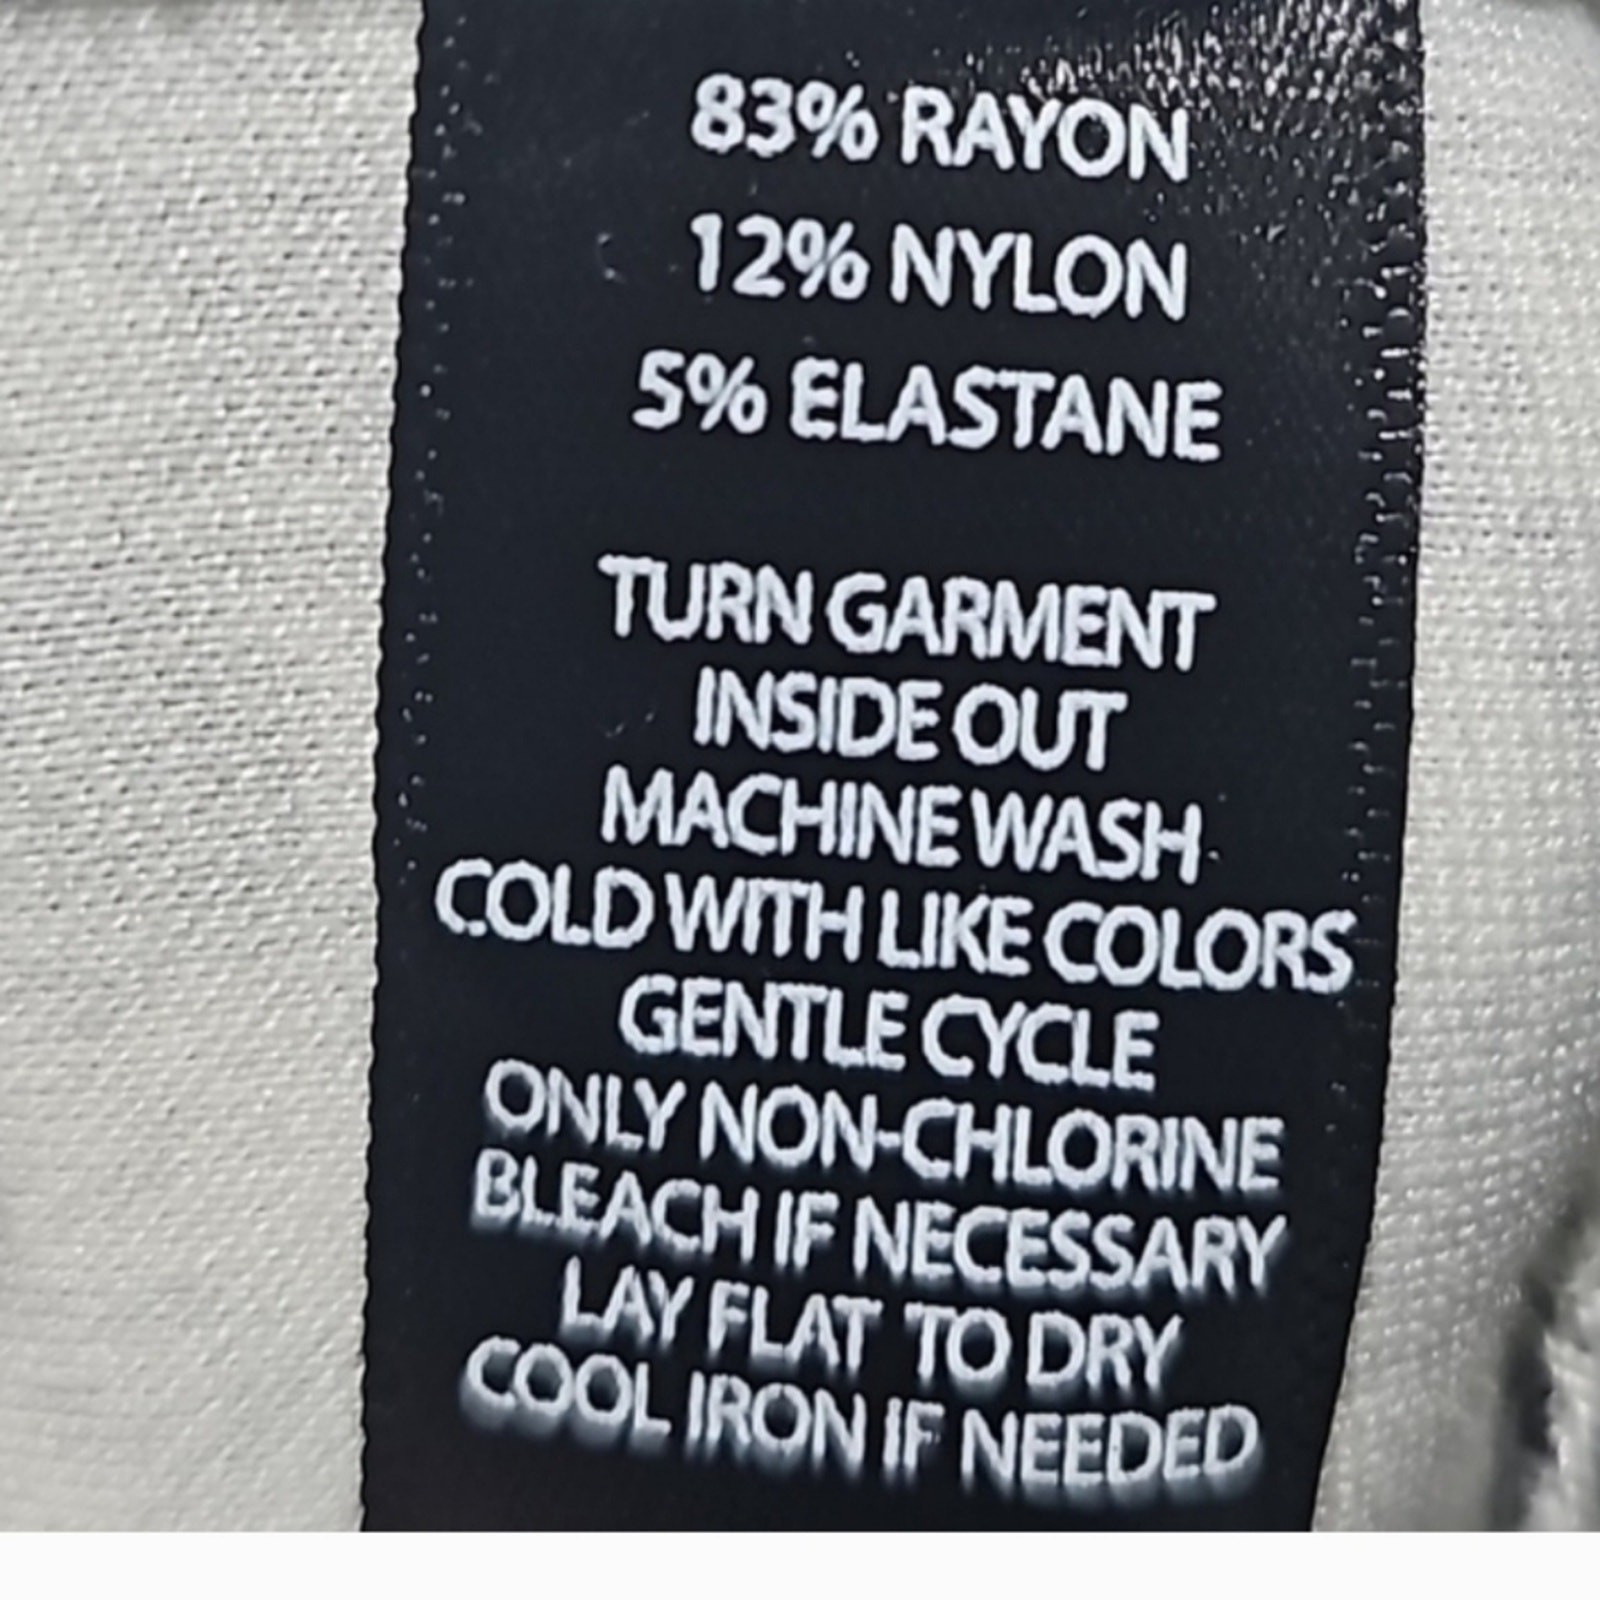 83% RAYON
12% NYLON
5% ELASTANE
TURN GARMENT
INSIDE OUT
MACHINE WASH
COLD WITH LIKE COLORS
GENTLE CYCLE
ONLY NON-CHLORINE
BLEACH IF NECESSARY
LAY FLAT TO DRY
COOL IRON IF NEEDED